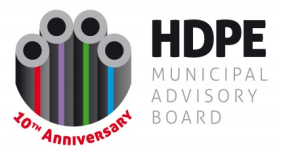 HDPE
MUNICIPAL
ADVISORY
BOARD
10TH ANNIVERSARY